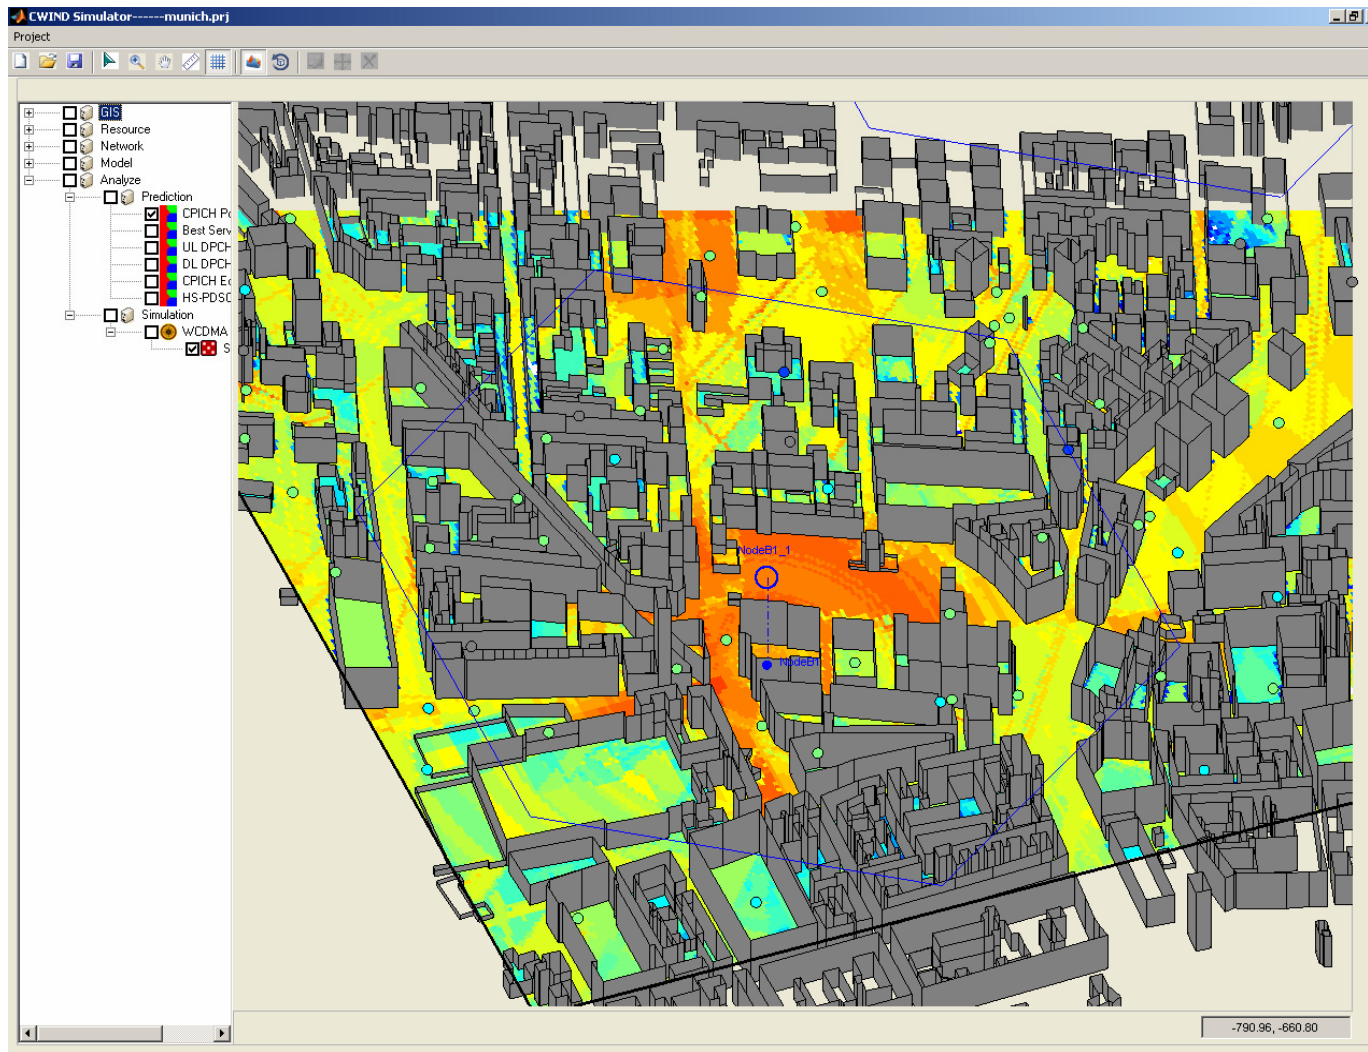 CWIND Simulator------munich.prj
Project
GIS
Resource
Network
Model
Analyze
Prediction
CPICH Po
Best Serv
UL DPCH
DL DPCH
CPICH Ec
HS-PDSC
Simulation
WCDMA
S
NodeB1_1
NodeB1
-790.96, -660.80